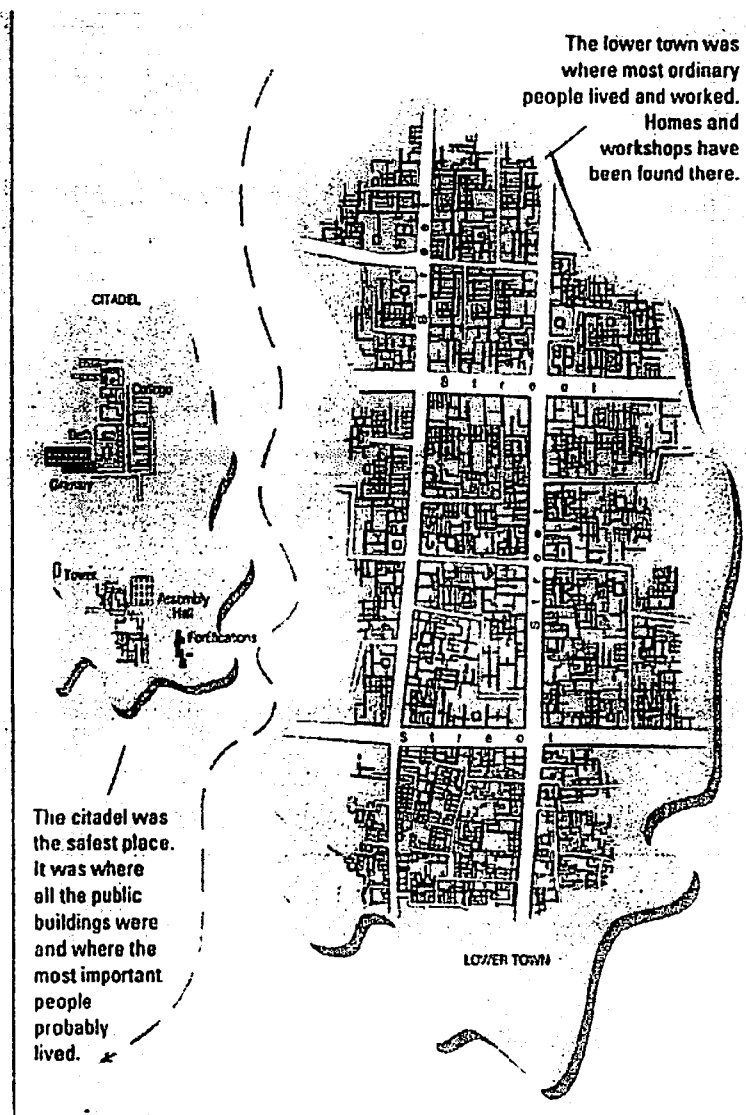 The lower town was
where most ordinary
people lived and worked.
Homes and
workshops have
been found there.
CITADEL
Street
College
Street
Granary
Street
Tower
Assembly
Hall
Fortifications
Street
The citadel was
the safest place.
It was where
all the public
buildings were
and where the
most important
people
probably
lived.
LOWER TOWN